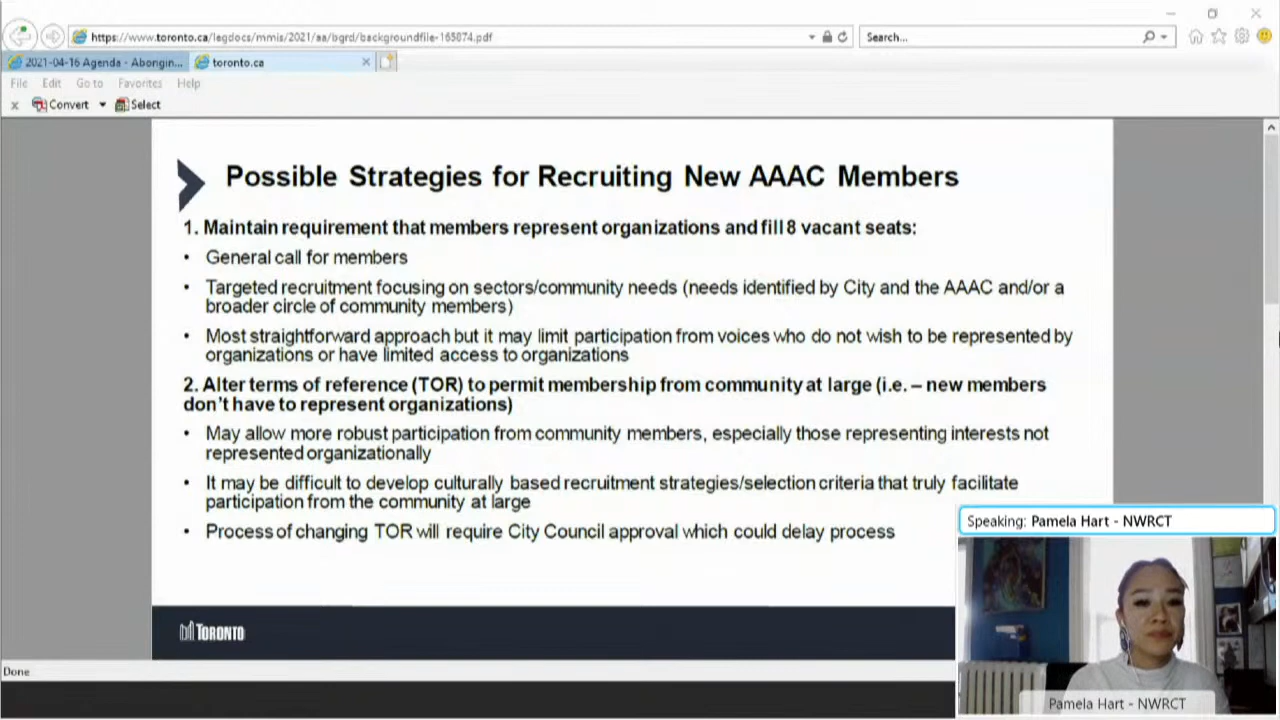 https://www.toronto.ca/legdocs/mmis/2021/aa/bgrd/backgroundfile-165874.pdf
Search...
2021-04-16 Agenda - Aborigin...
toronto.ca
File Edit Go to Favorites Help
x Convert Select
Possible Strategies for Recruiting New AAAC Members
1. Maintain requirement that members represent organizations and fill 8 vacant seats:
• General call for members
• Targeted recruitment focusing on sectors/community needs (needs identified by City and the AAAC and/or a
broader circle of community members)
• Most straightforward approach but it may limit participation from voices who do not wish to be represented by
organizations or have limited access to organizations
2. Alter terms of reference (TOR) to permit membership from community at large (i.e. – new members
don't have to represent organizations)
• May allow more robust participation from community members, especially those representing interests not
represented organizationally
• It may be difficult to develop culturally based recruitment strategies/selection criteria that truly facilitate
participation from the community at large
• Process of changing TOR will require City Council approval which could delay process
Speaking: Pamela Hart - NWRCT
TORONTO
Done
Pamela Hart - NWRCT